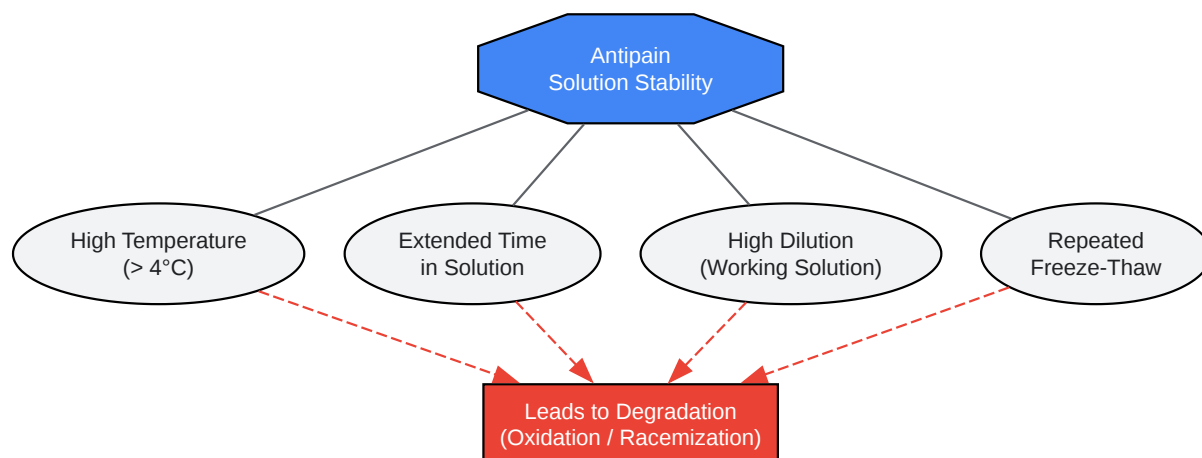 Antipain
Solution Stability
High Temperature
(> 4°C)
Extended Time
in Solution
High Dilution
(Working Solution)
Repeated
Freeze-Thaw
Leads to Degradation
(Oxidation / Racemization)